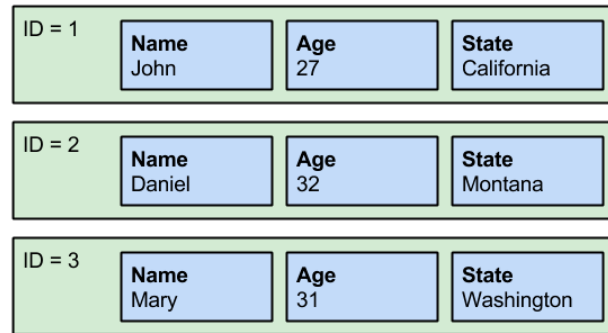 ID = 1
Name Age State
John 27 California
ID = 2
Name Age State
Daniel 32 Montana
ID = 3
Name Age State
Mary 31 Washington